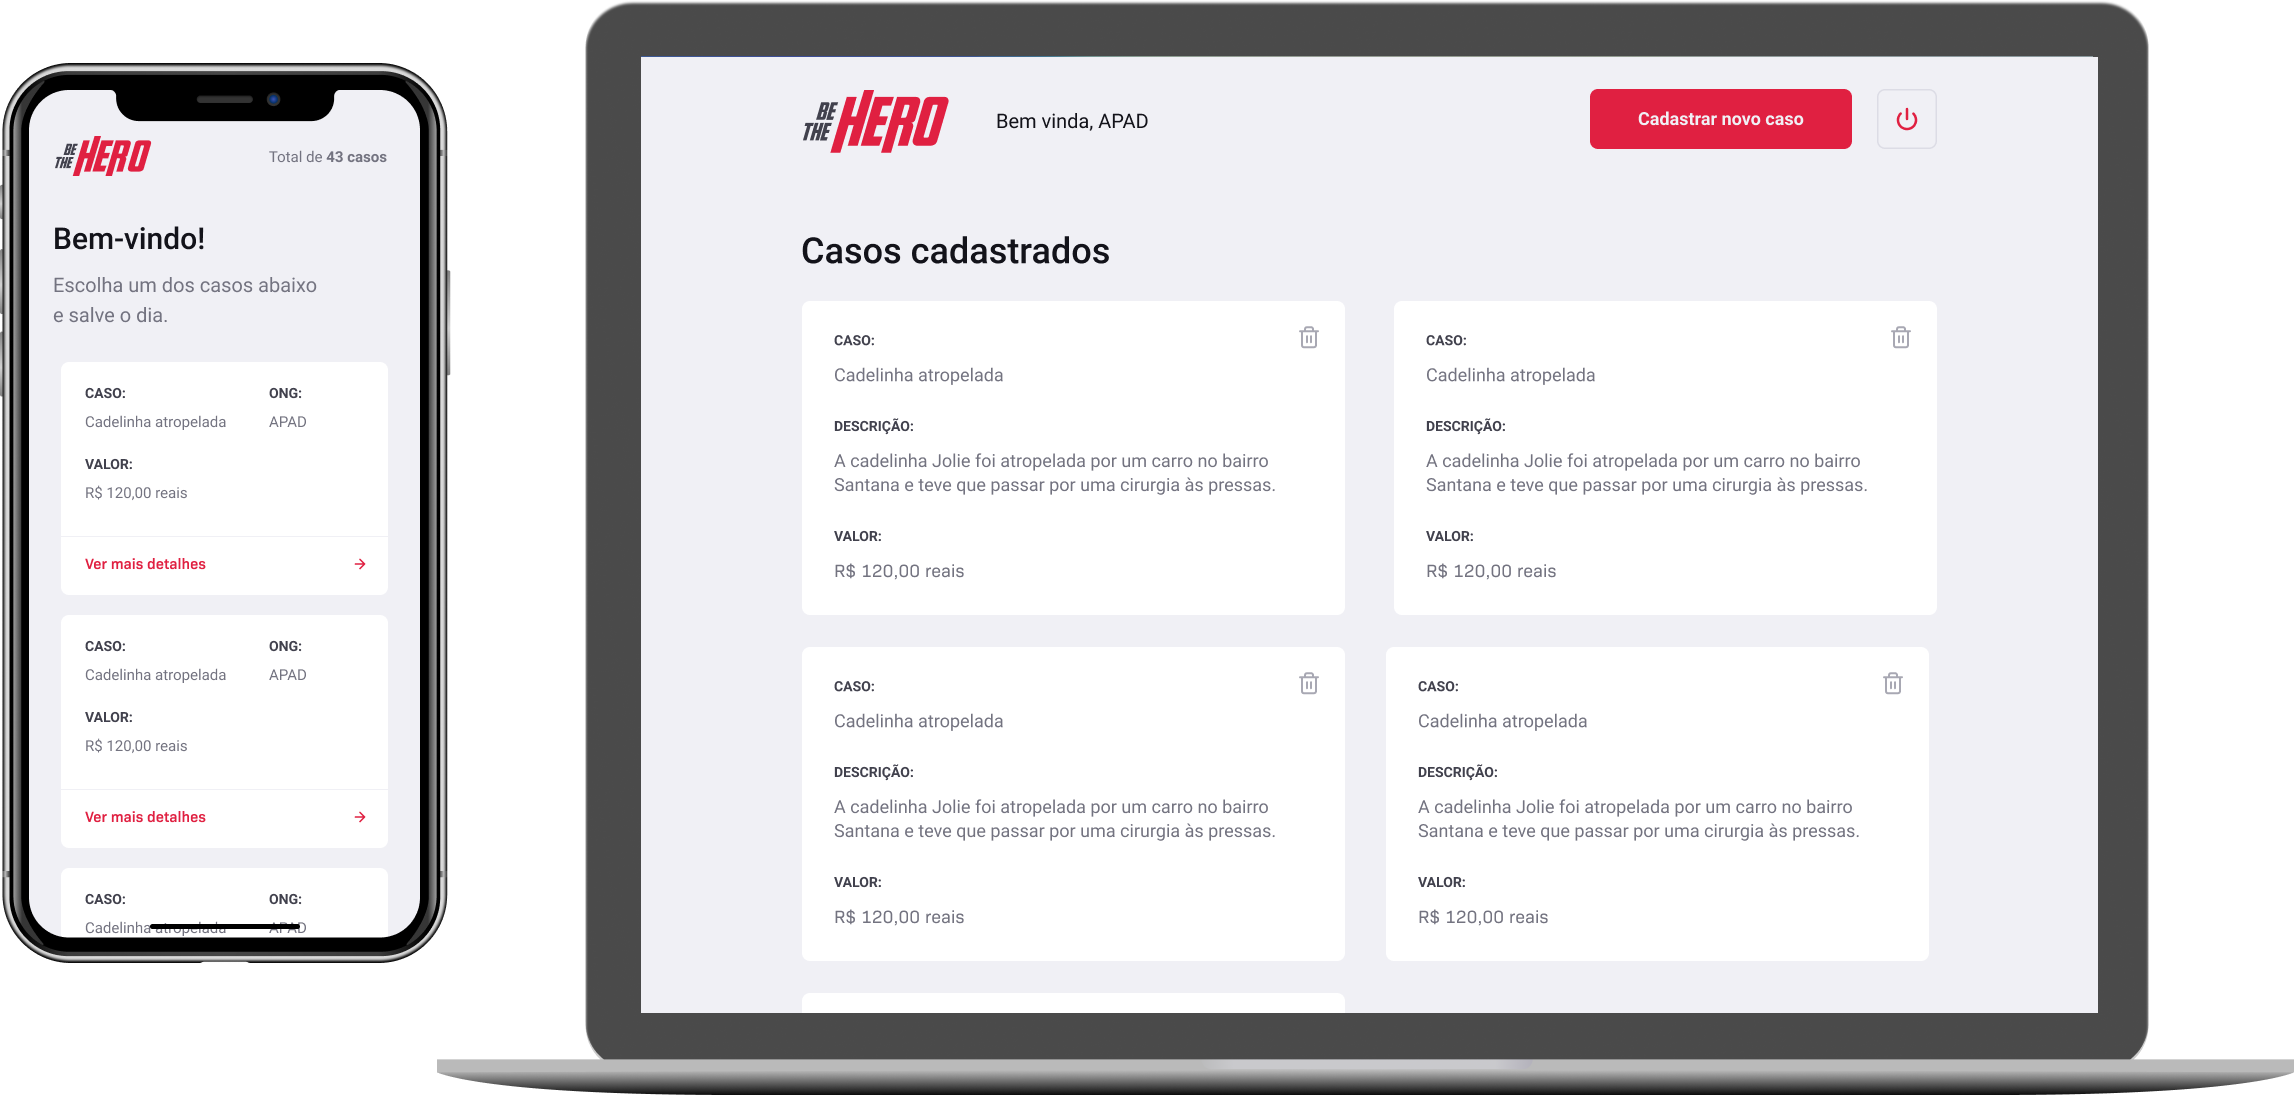 BE THE HERO
Total de 43 casos
Bem-vindo!
Escolha um dos casos abaixo
e salve o dia.
CASO:
ONG:
Cadelinha atropelada
APAD
VALOR:
R$ 120,00 reais
Ver mais detalhes
CASO:
ONG:
Cadelinha atropelada
APAD
VALOR:
R$ 120,00 reais
Ver mais detalhes
CASO:
ONG:
Cadelinha atropelada
APAD
BE THE HERO
Bem vinda, APAD
Cadastrar novo caso
Casos cadastrados
CASO:
Cadelinha atropelada
DESCRIÇÃO:
A cadelinha Jolie foi atropelada por um carro no bairro
Santana e teve que passar por uma cirurgia às pressas.
VALOR:
R$ 120,00 reais
CASO:
Cadelinha atropelada
DESCRIÇÃO:
A cadelinha Jolie foi atropelada por um carro no bairro
Santana e teve que passar por uma cirurgia às pressas.
VALOR:
R$ 120,00 reais
CASO:
Cadelinha atropelada
DESCRIÇÃO:
A cadelinha Jolie foi atropelada por um carro no bairro
Santana e teve que passar por uma cirurgia às pressas.
VALOR:
R$ 120,00 reais
CASO:
Cadelinha atropelada
DESCRIÇÃO:
A cadelinha Jolie foi atropelada por um carro no bairro
Santana e teve que passar por uma cirurgia às pressas.
VALOR:
R$ 120,00 reais